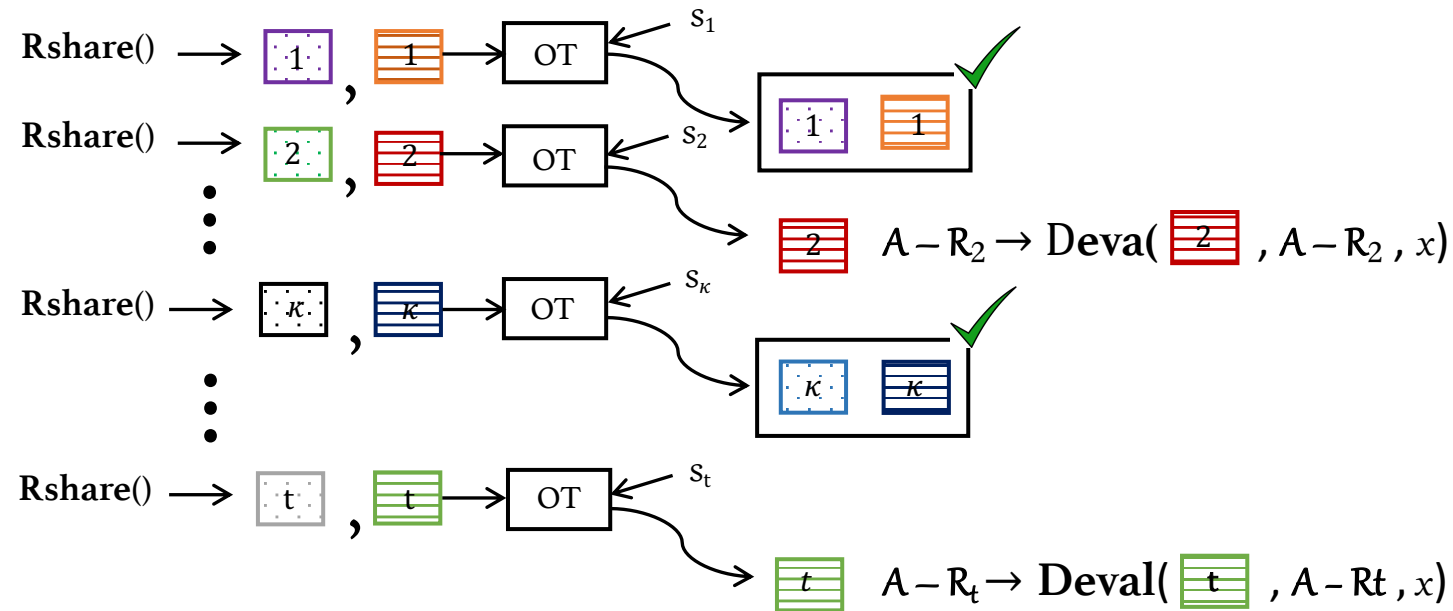 Rshare() 1 , 1 OT s₁
1 1
Rshare() 2 , 2 OT s₂
2 A – R₂ → Deva( 2 , A – R₂ , x)
Rshare() κ , κ OT sκ
κ κ
Rshare() t , t OT sₜ
t A – Rₜ → Deval( t , A – Rt , x)